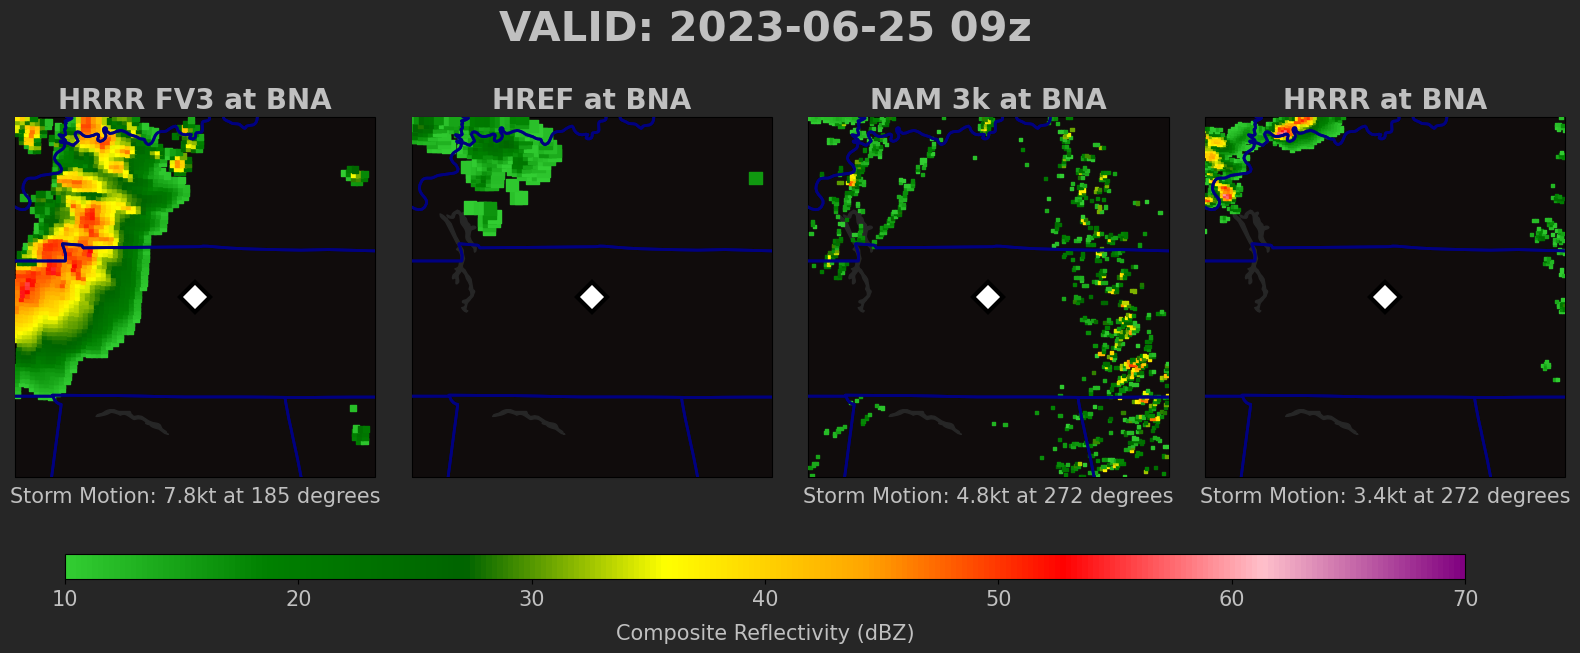 VALID: 2023-06-25 09z
HRRR FV3 at BNA
HREF at BNA
NAM 3k at BNA
HRRR at BNA
Storm Motion: 7.8kt at 185 degrees
Storm Motion: 4.8kt at 272 degrees
Storm Motion: 3.4kt at 272 degrees
10 20 30 40 50 60 70
Composite Reflectivity (dBZ)